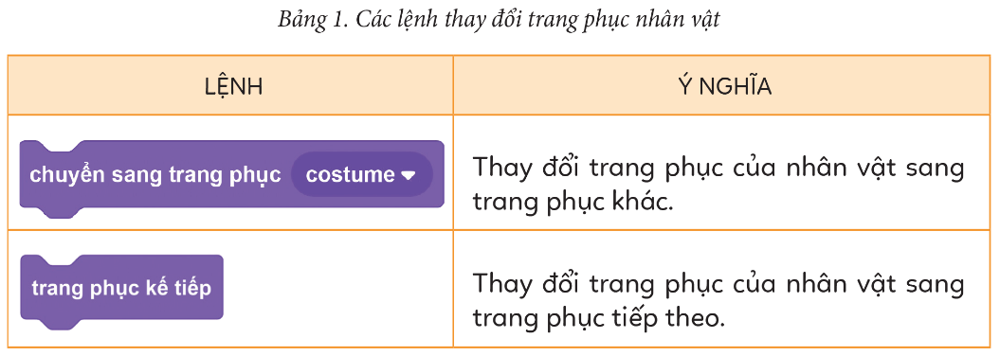 Bảng 1. Các lệnh thay đổi trang phục nhân vật
LỆNH
Ý NGHĨA
chuyển sang trang phục costume
Thay đổi trang phục của nhân vật sang
trang phục khác.
trang phục kế tiếp
Thay đổi trang phục của nhân vật sang
trang phục tiếp theo.